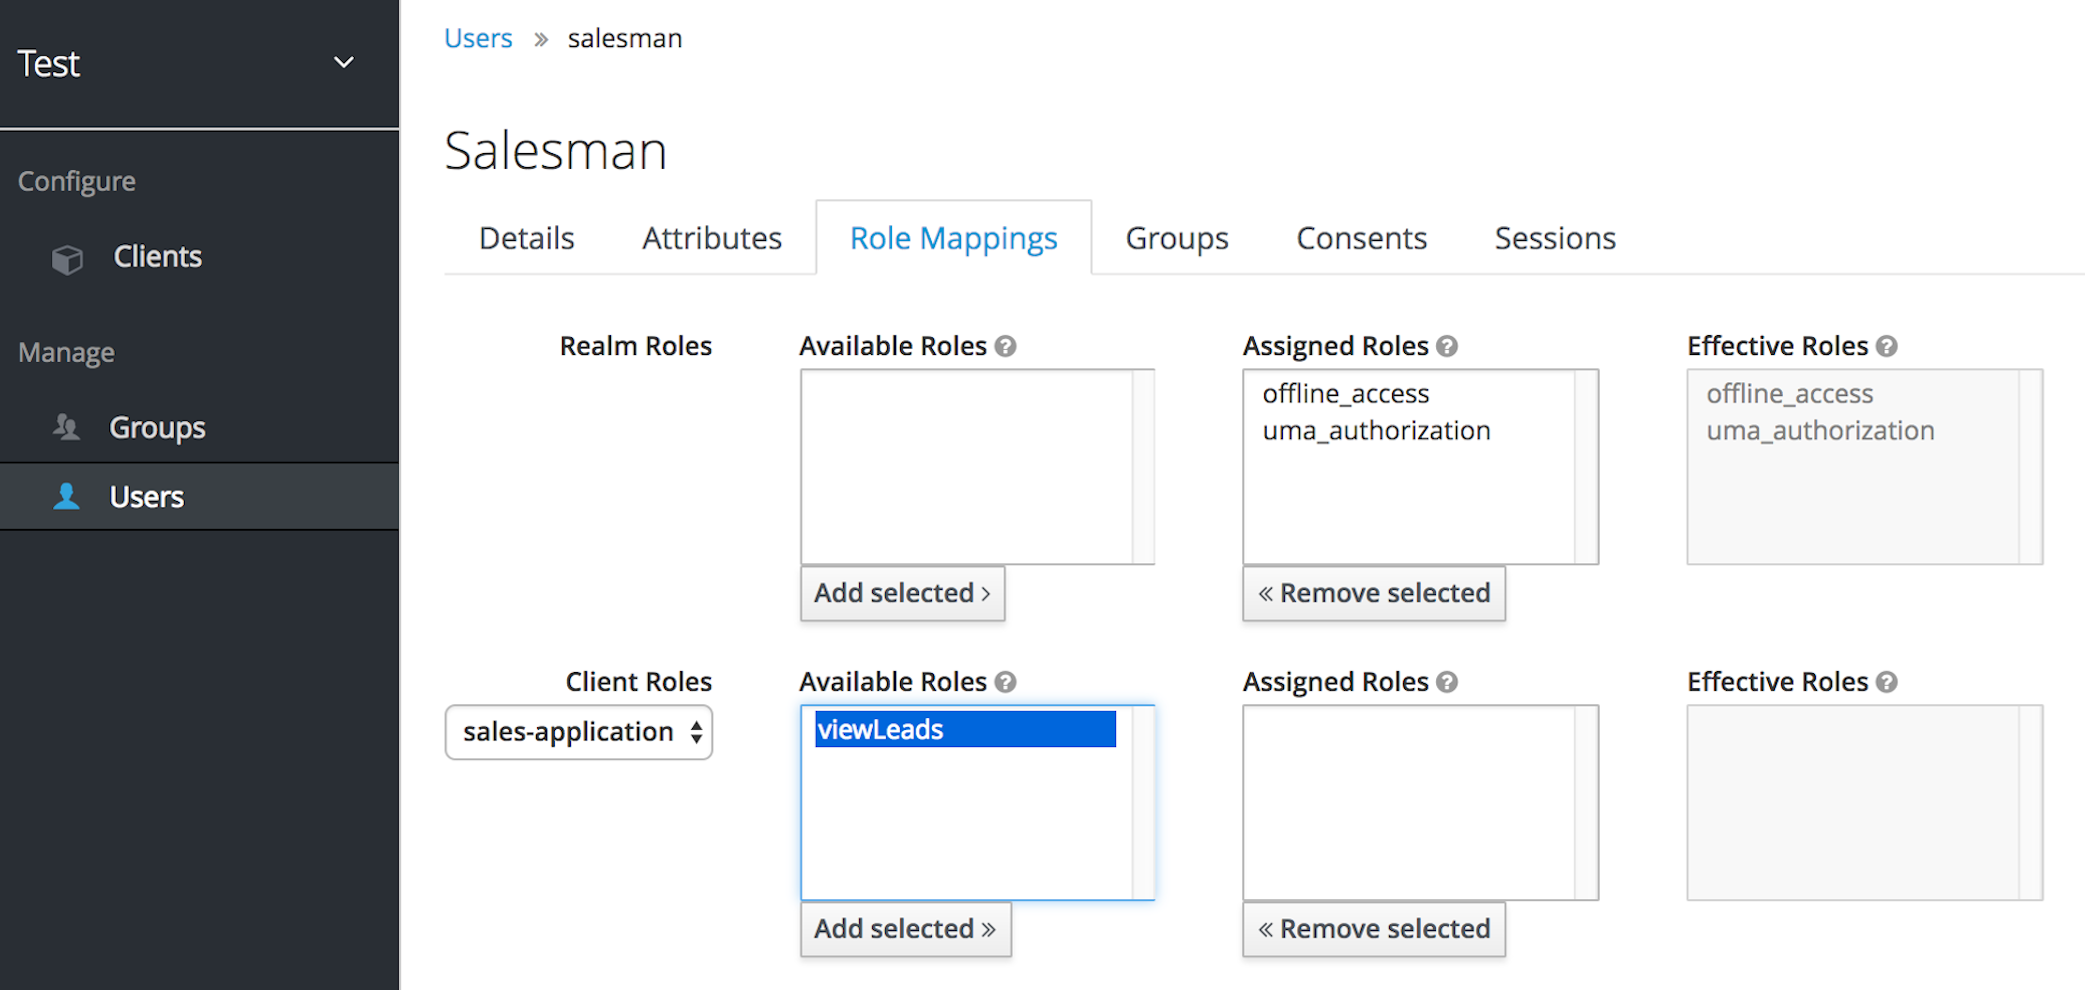 Test
Configure
Clients
Manage
Groups
Users
Users » salesman
Salesman
Details Attributes Role Mappings Groups Consents Sessions
Realm Roles Available Roles ? Assigned Roles ? Effective Roles ?
offline_access offline_access
uma_authorization uma_authorization
Add selected › « Remove selected
Client Roles Available Roles ? Assigned Roles ? Effective Roles ?
sales-application viewLeads
Add selected » « Remove selected